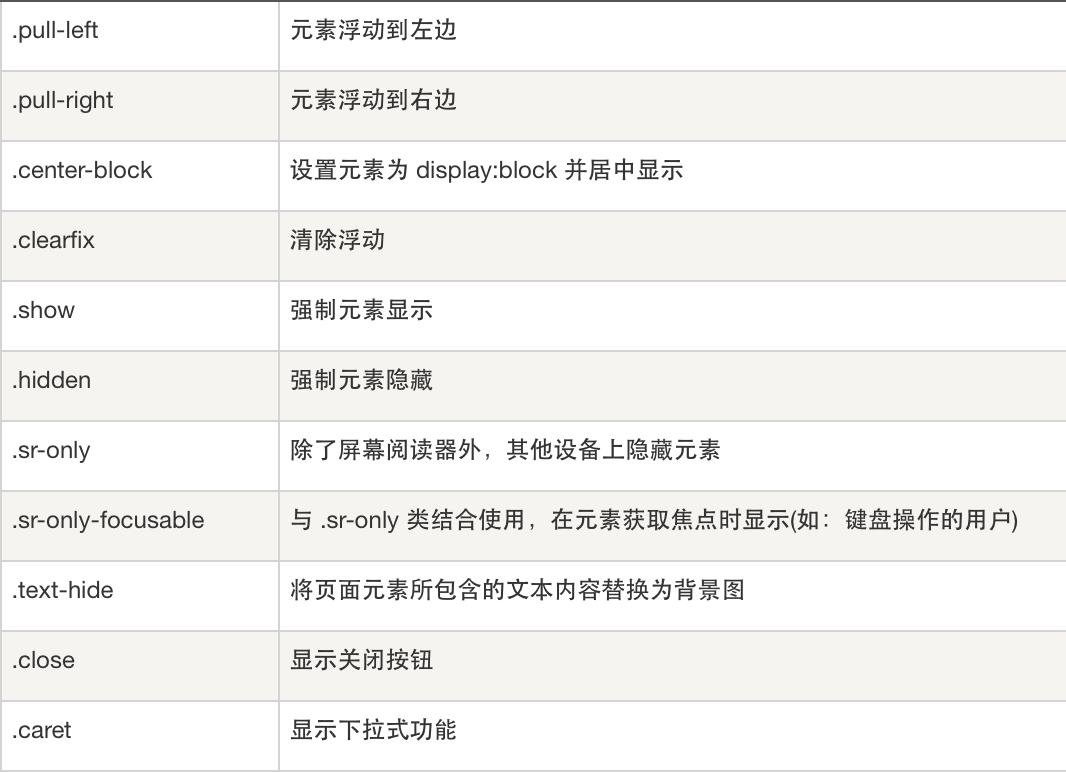 .pull-left 元素浮动到左边
.pull-right 元素浮动到右边
.center-block 设置元素为 display:block 并居中显示
.clearfix 清除浮动
.show 强制元素显示
.hidden 强制元素隐藏
.sr-only 除了屏幕阅读器外，其他设备上隐藏元素
.sr-only-focusable 与 .sr-only 类结合使用，在元素获取焦点时显示(如：键盘操作的用户)
.text-hide 将页面元素所包含的文本内容替换为背景图
.close 显示关闭按钮
.caret 显示下拉式功能